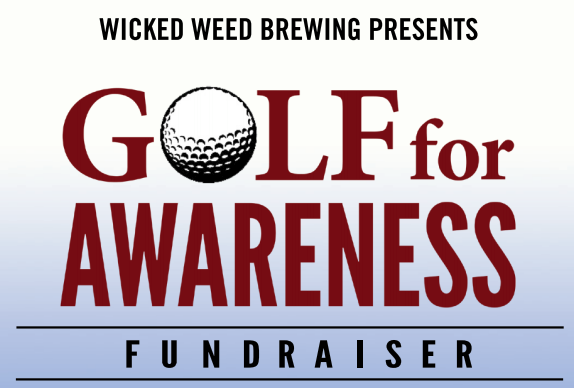 WICKED WEED BREWING PRESENTS
GOLF for
AWARENESS
FUNDRAISER